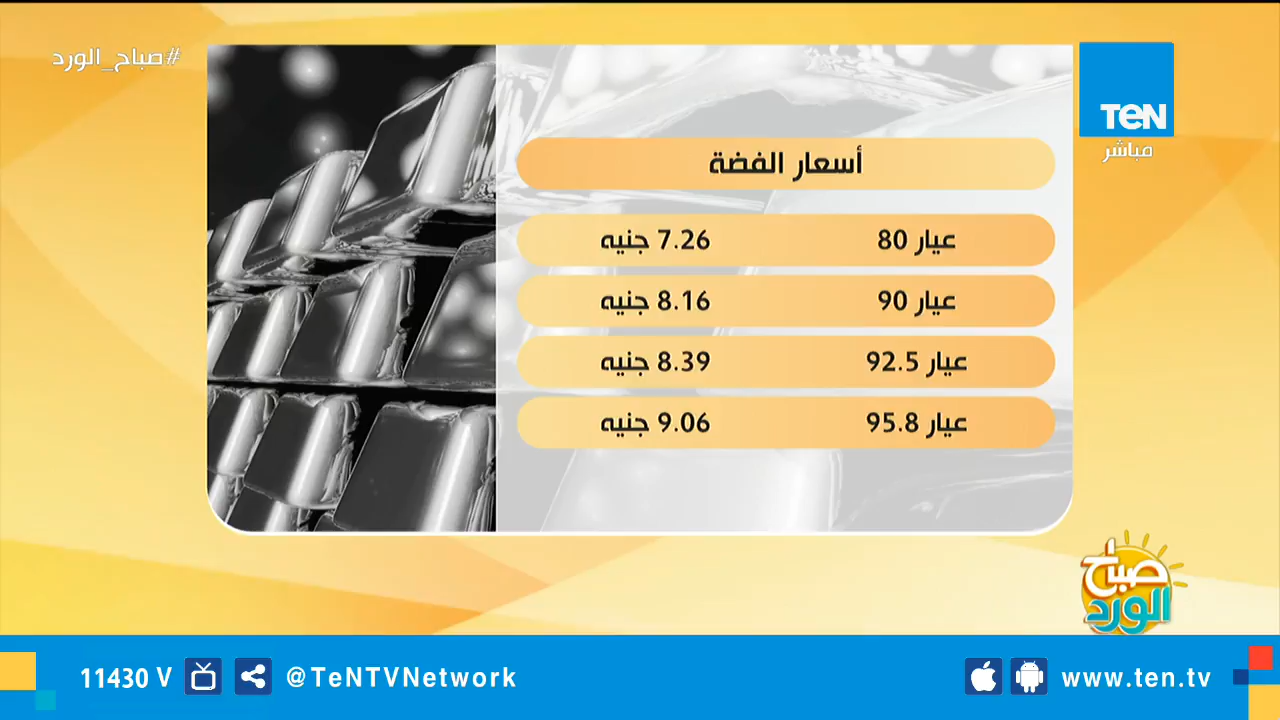 #صباح_الورد
TEN
مباشر
أسعار الفضة
عيار 80 7.26 جنيه
عيار 90 8.16 جنيه
عيار 92.5 8.39 جنيه
عيار 95.8 9.06 جنيه
صباح الورد
11430 V @TeNTVNetwork www.ten.tv